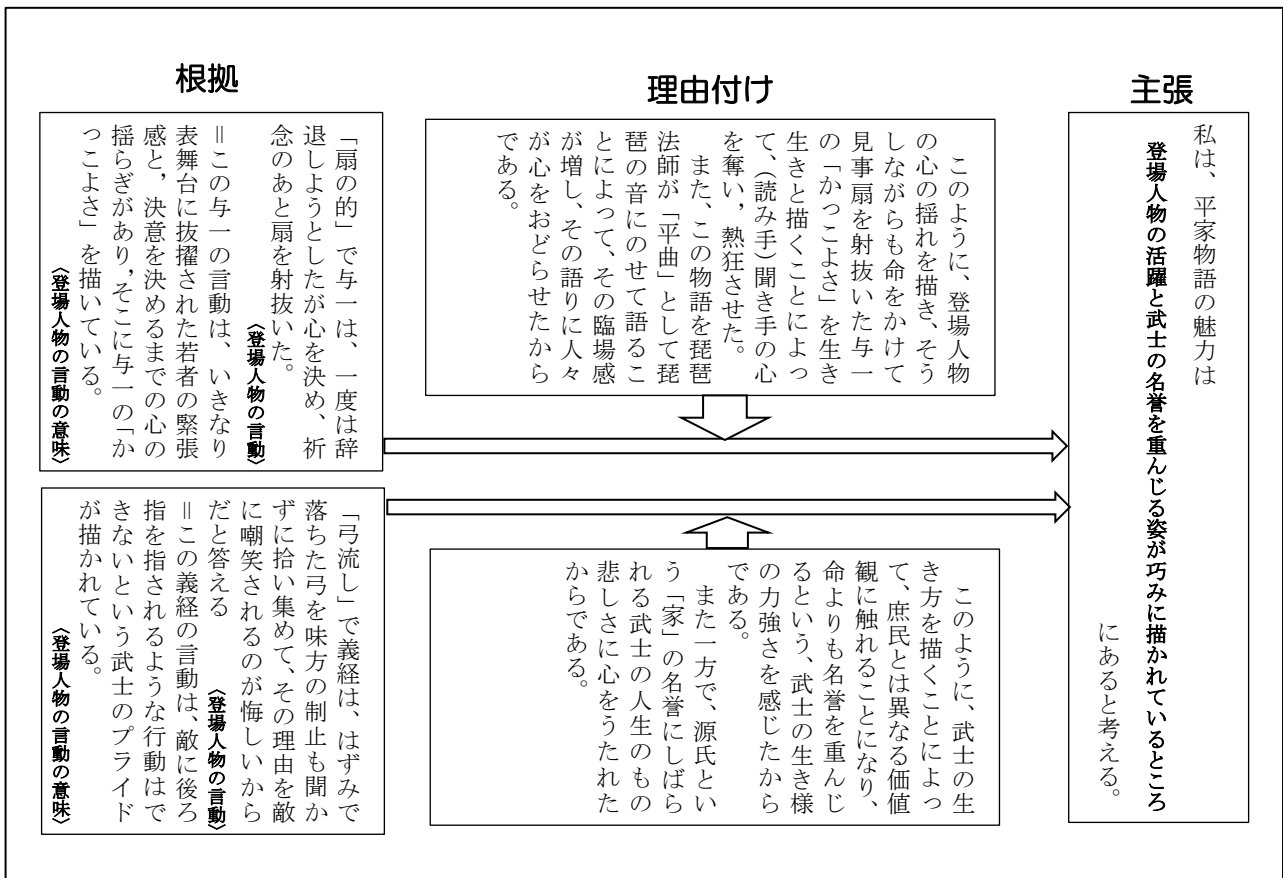 根拠
理由付け
主張
私は、平家物語の魅力は
登場人物の活躍と武士の名誉を重んじる姿が巧みに描かれているところ
にあると考える。
このように、登場人物
の心の揺れを描き、そう
しながらも命をかけて
見事扇を射抜いた与一
の「かっこよさ」を生き
生きと描くことによっ
て、(読み手)聞き手の心
を奪い，熱狂させた。
また、この物語を琵琶
法師が「平曲」として琵
琶の音にのせて語るこ
とによって、その臨場感
が増し、その語りに人々
が心をおどらせたから
である。
「扇の的」で与一は、一度は辞
退しようとしたが心を決め、祈
念のあと扇を射抜いた。
〈登場人物の言動〉
＝この与一の言動は、いきなり
表舞台に抜擢された若者の緊張
感と，決意を決めるまでの心の
揺らぎがあり，そこに与一の「か
っこよさ」を描いている。
〈登場人物の言動の意味〉
このように、武士の生
き方を描くことによっ
て、庶民とは異なる価値
観に触れることになり、
命よりも名誉を重んじ
るという、武士の生き様
の力強さを感じたから
である。
また一方で、源氏とい
う「家」の名誉にしばら
れる武士の人生のもの
悲しさに心をうたれた
からである。
「弓流し」で義経は、はずみで
落ちた弓を味方の制止も聞か
ずに拾い集めて、その理由を敵
に嘲笑されるのが悔しいから
だと答える
〈登場人物の言動〉
＝この義経の言動は、敵に後ろ
指を指されるような行動はで
きないという武士のプライド
が描かれている。
〈登場人物の言動の意味〉